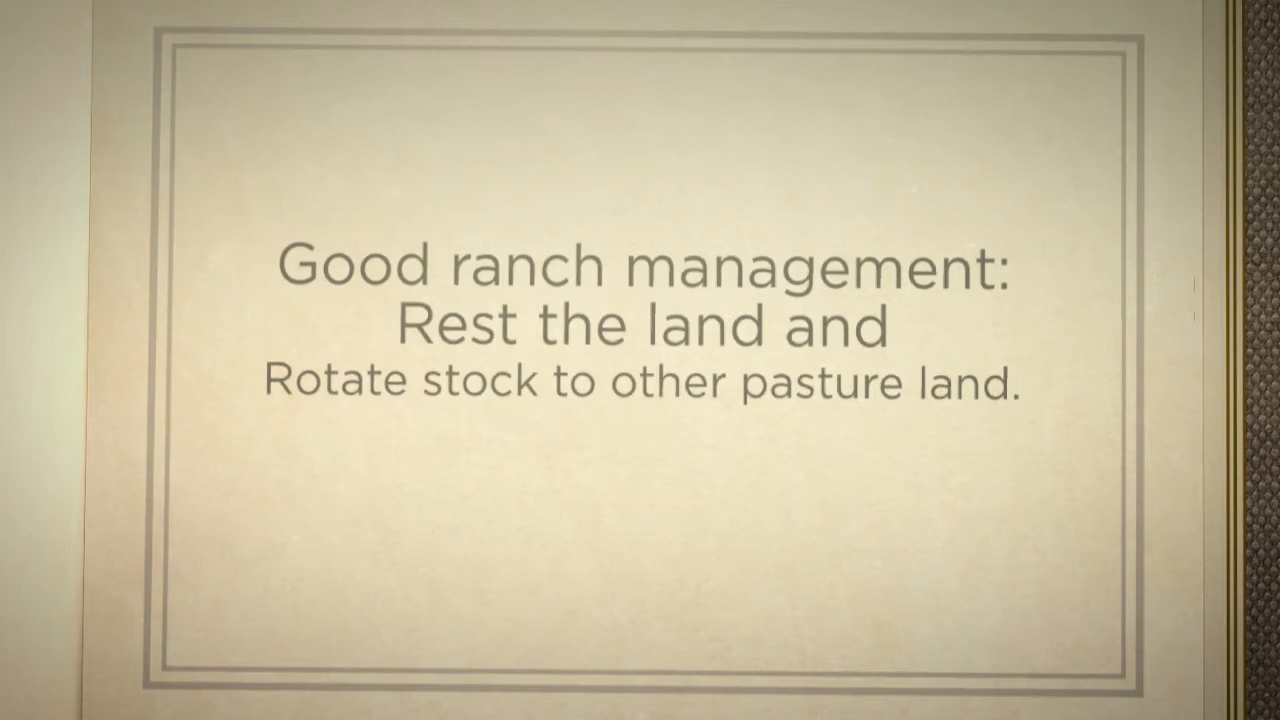 Good ranch management:
Rest the land and
Rotate stock to other pasture land.